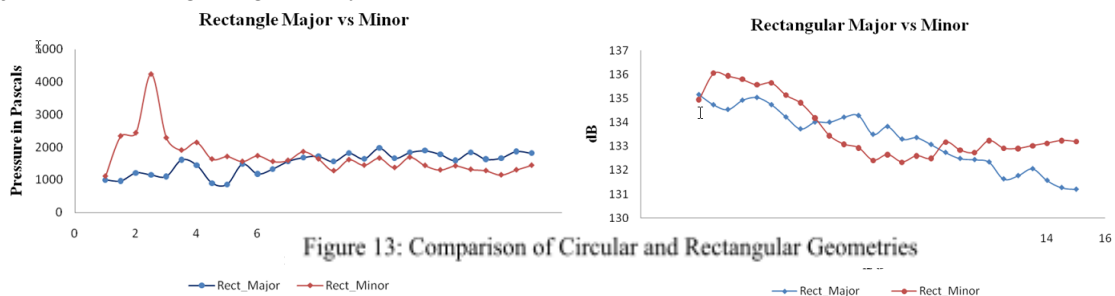 Rectangle Major vs Minor
5000
4000
3000
2000
1000
0
Pressure in Pascals
0 2 4 6
Rect_Major Rect_Minor
Rectangular Major vs Minor
137
136
135
134
133
132
131
130
dB
14 16
Rect_Major Rect_Minor
Figure 13: Comparison of Circular and Rectangular Geometries